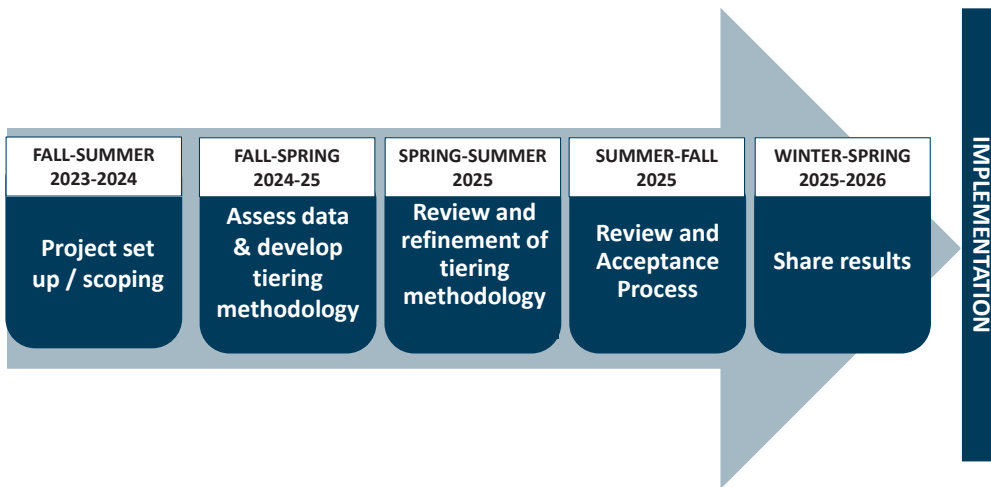 FALL-SUMMER
2023-2024
Project set
up / scoping
FALL-SPRING
2024-25
Assess data
& develop
tiering
methodology
SPRING-SUMMER
2025
Review and
refinement of
tiering
methodology
SUMMER-FALL
2025
Review and
Acceptance
Process
WINTER-SPRING
2025-2026
Share results
IMPLEMENTATION